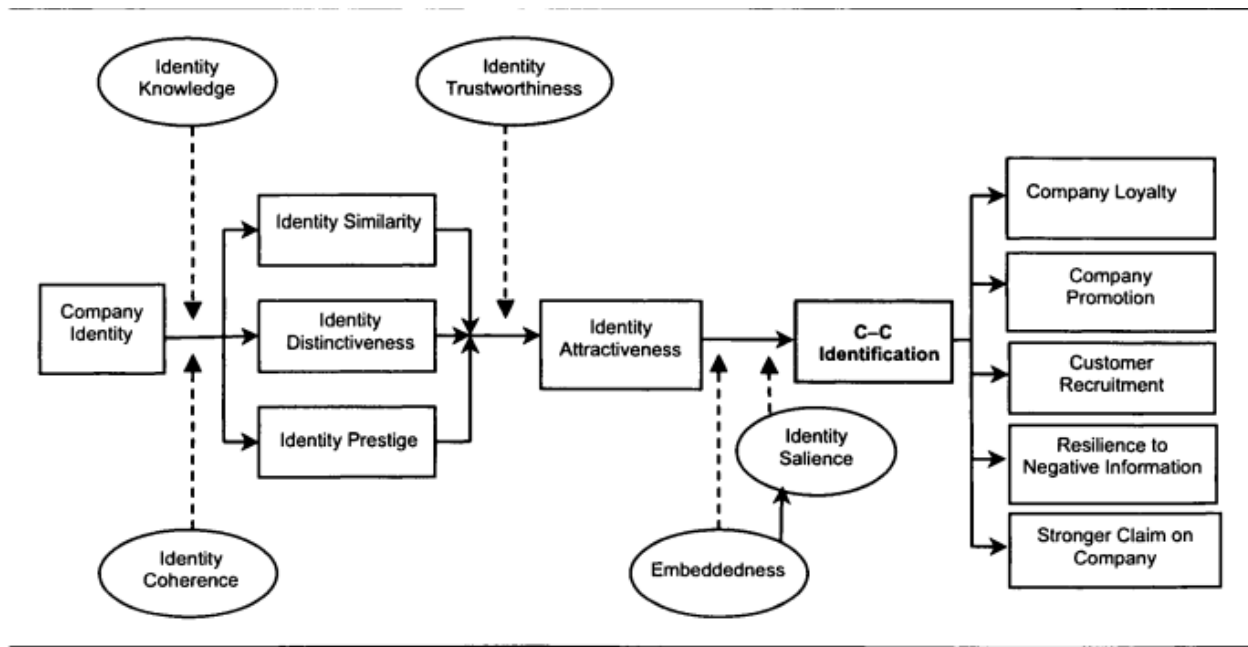 Identity
Knowledge
Identity
Trustworthiness
Company Loyalty
Identity Similarity
Company
Promotion
Company
Identity
Identity
Distinctiveness
Identity
Attractiveness
C–C
Identification
Customer
Recruitment
Identity Prestige
Identity
Salience
Resilience to
Negative Information
Identity
Coherence
Embeddedness
Stronger Claim on
Company